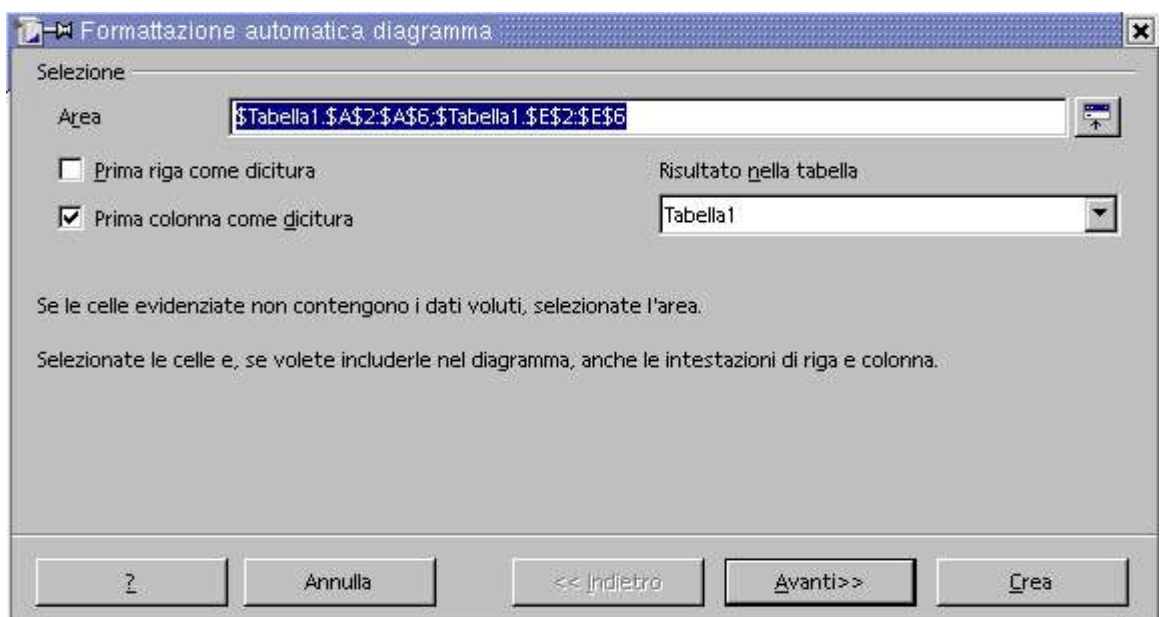 Formattazione automatica diagramma
Selezione
Area $Tabella1.$A$2:$A$6;$Tabella1.$E$2:$E$6
Prima riga come dicitura Risultato nella tabella
Prima colonna come dicitura Tabella1
Se le celle evidenziate non contengono i dati voluti, selezionate l'area.
Selezionate le celle e, se volete includerle nel diagramma, anche le intestazioni di riga e colonna.
? Annulla << Indietro Avanti>> Crea